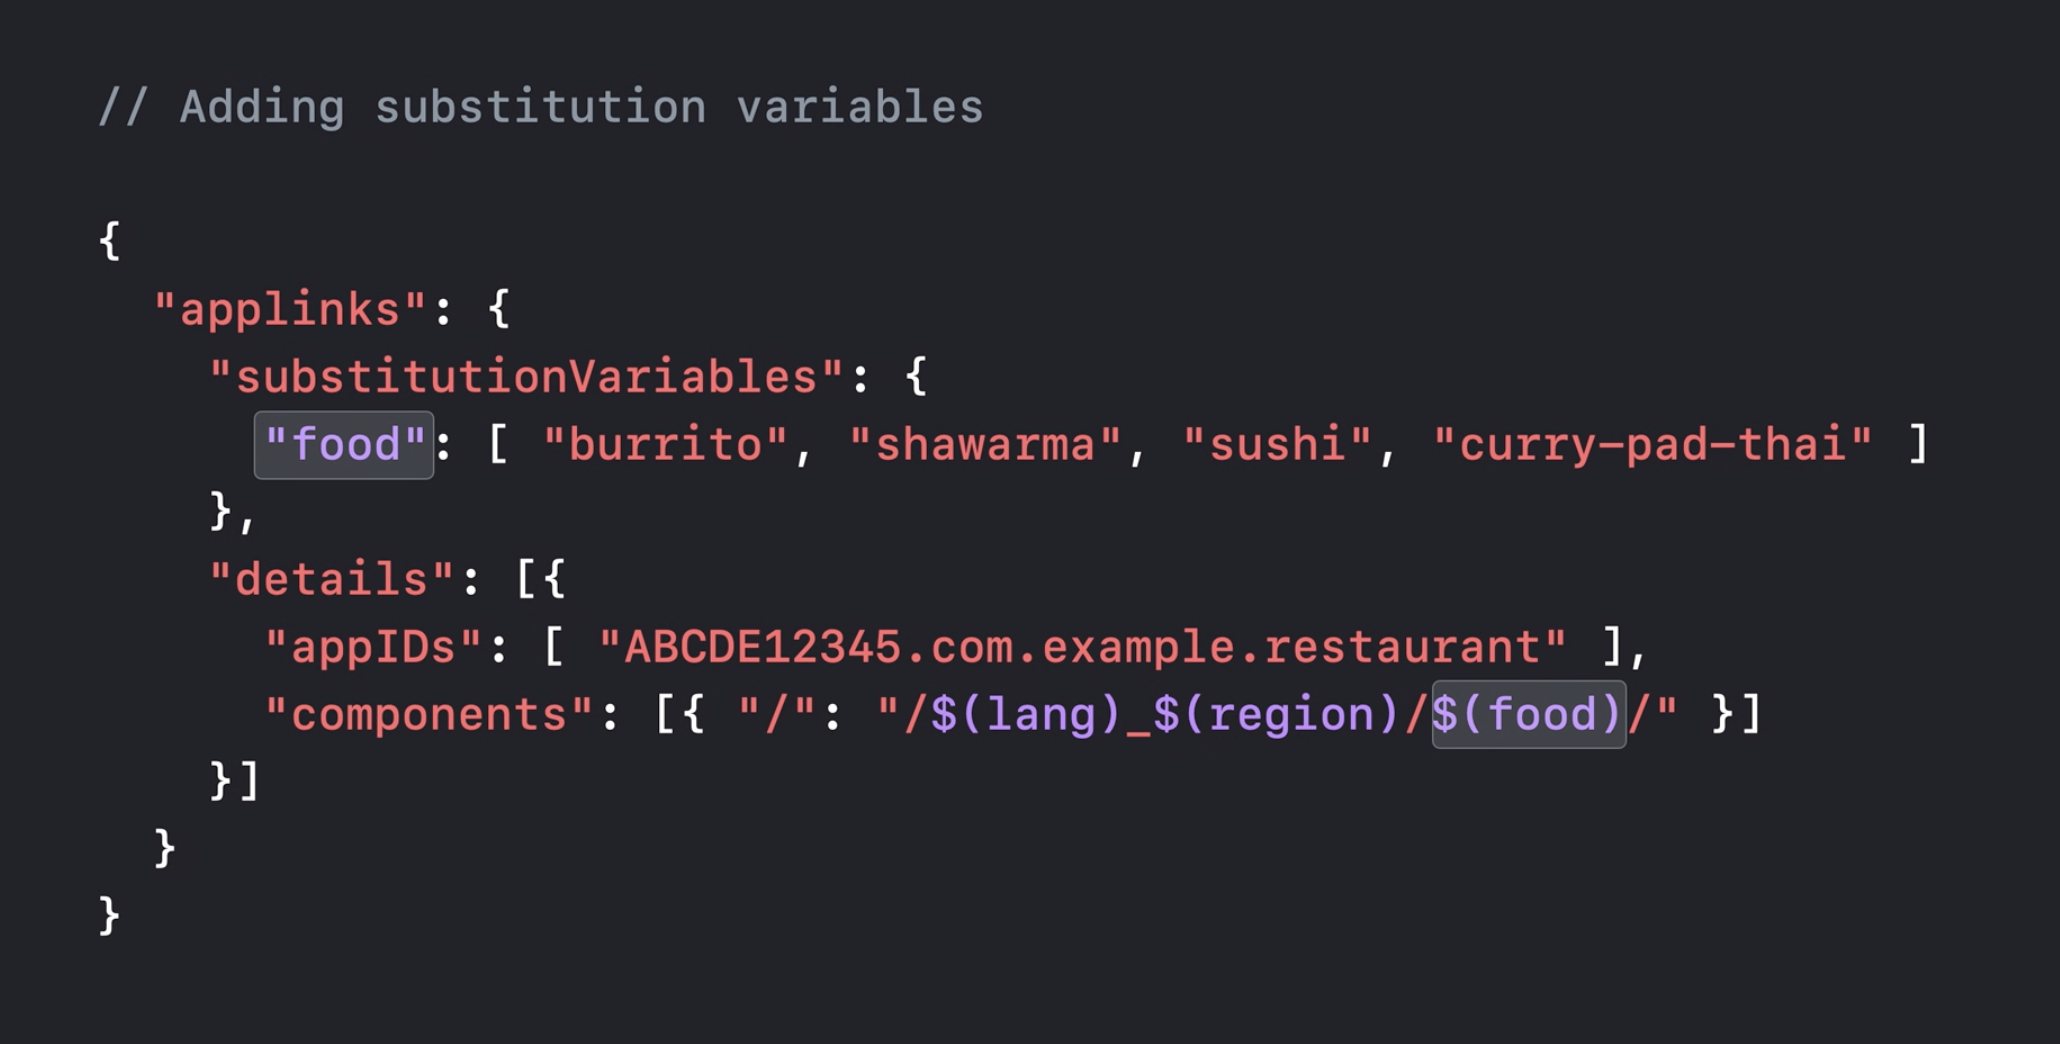 // Adding substitution variables
{
"applinks": {
"substitutionVariables": {
"food": [ "burrito", "shawarma", "sushi", "curry-pad-thai" ]
},
"details": [{
"appIDs": [ "ABCDE12345.com.example.restaurant" ],
"components": [{ "/": "/$(lang)_$(region)/$(food)/" }]
}]
}
}